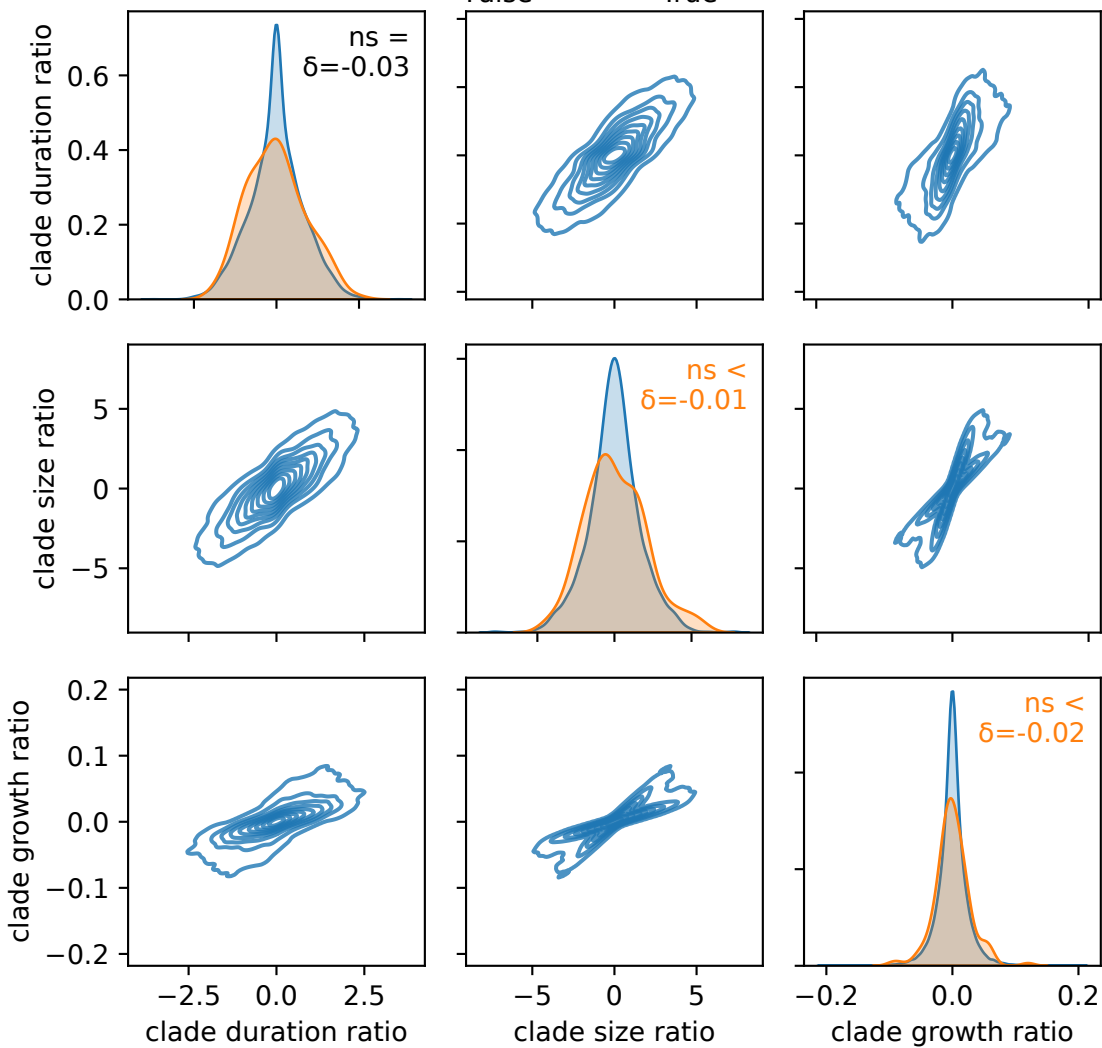 ns =
δ=-0.03
clade duration ratio
0.6
0.4
0.2
0.0
ns <
δ=-0.01
clade size ratio
5
0
−5
ns <
δ=-0.02
clade growth ratio
0.2
0.1
0.0
−0.1
−0.2
−2.5 0.0 2.5
−5 0 5
−0.2 0.0 0.2
clade duration ratio
clade size ratio
clade growth ratio